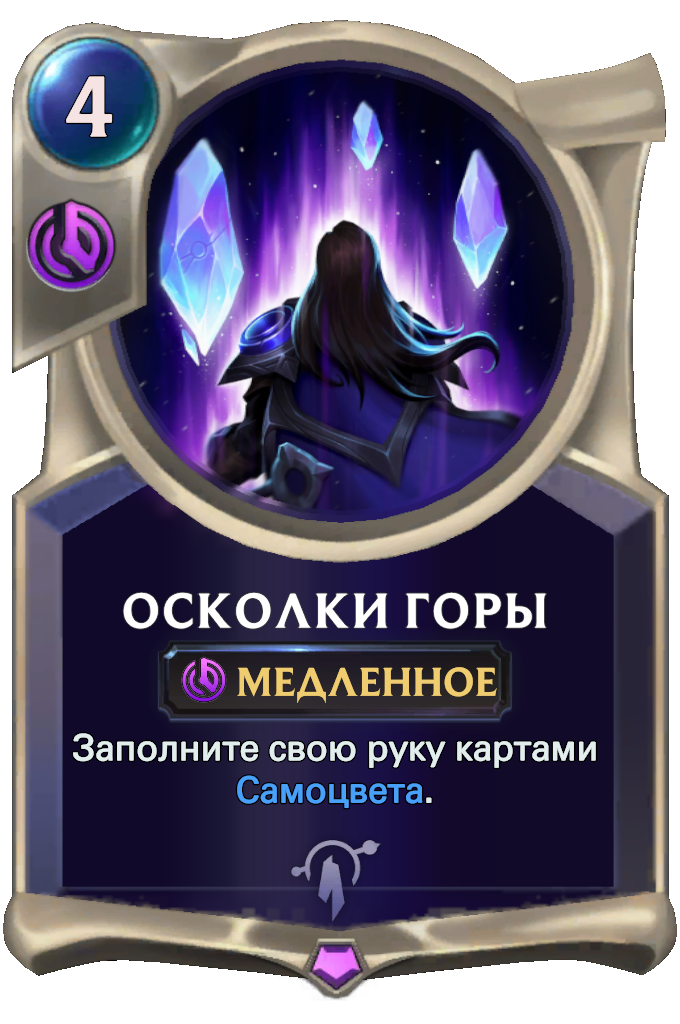 4
ОСКОЛКИ ГОРЫ
МЕДЛЕННОЕ
Заполните свою руку картами
Самоцвета.